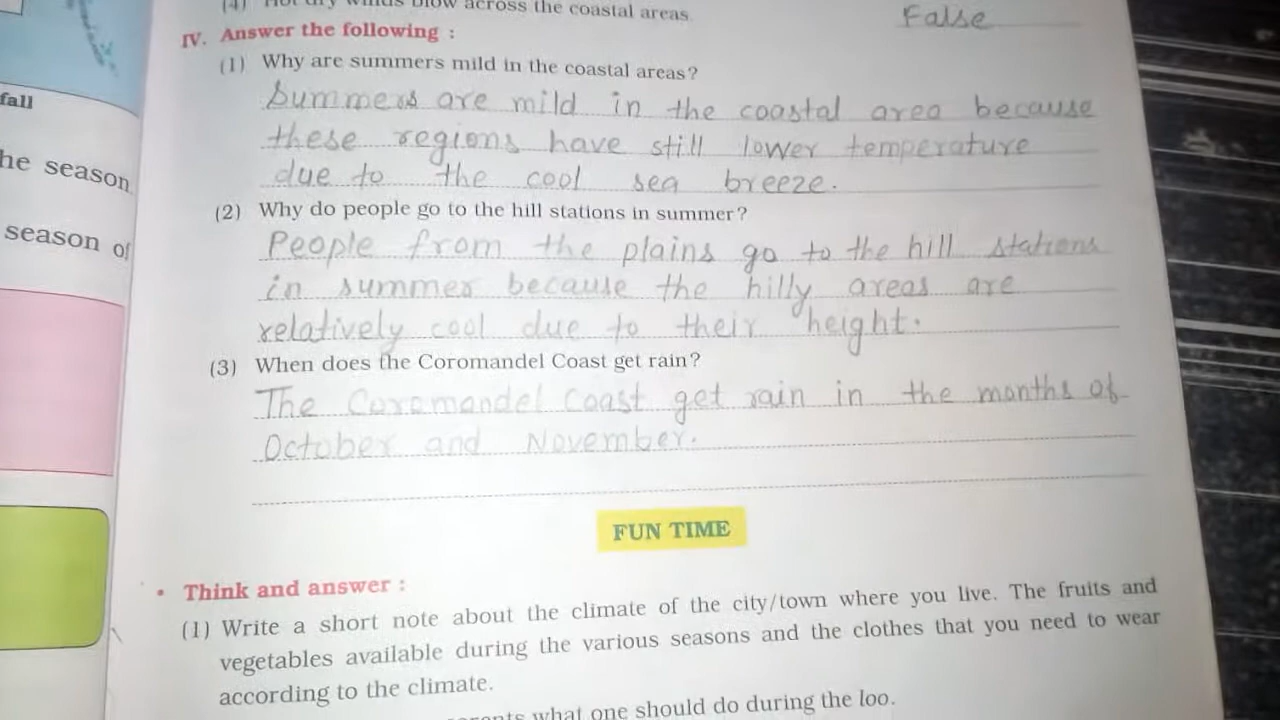 (4) Hot dry winds blow across the coastal areas False
IV. Answer the following :
(1) Why are summers mild in the coastal areas?
Summers are mild in the coastal area because
these regions have still lower temperature
due to the cool sea breeze.
(2) Why do people go to the hill stations in summer?
People from the plains go to the hill stations
in summer because the hilly areas are
relatively cool due to their height.
(3) When does the Coromandel Coast get rain?
The Coromandel Coast get rain in the months of
October and November.
FUN TIME
• Think and answer :
(1) Write a short note about the climate of the city/town where you live. The fruits and
vegetables available during the various seasons and the clothes that you need to wear
according to the climate.
what one should do during the loo.
fall
he season
season of